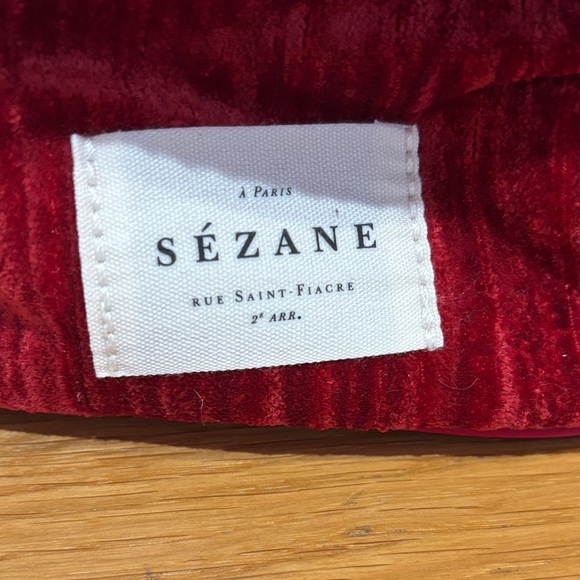 À PARIS
SÉZANE
RUE SAINT-FIACRE
2ᵉ ARR.